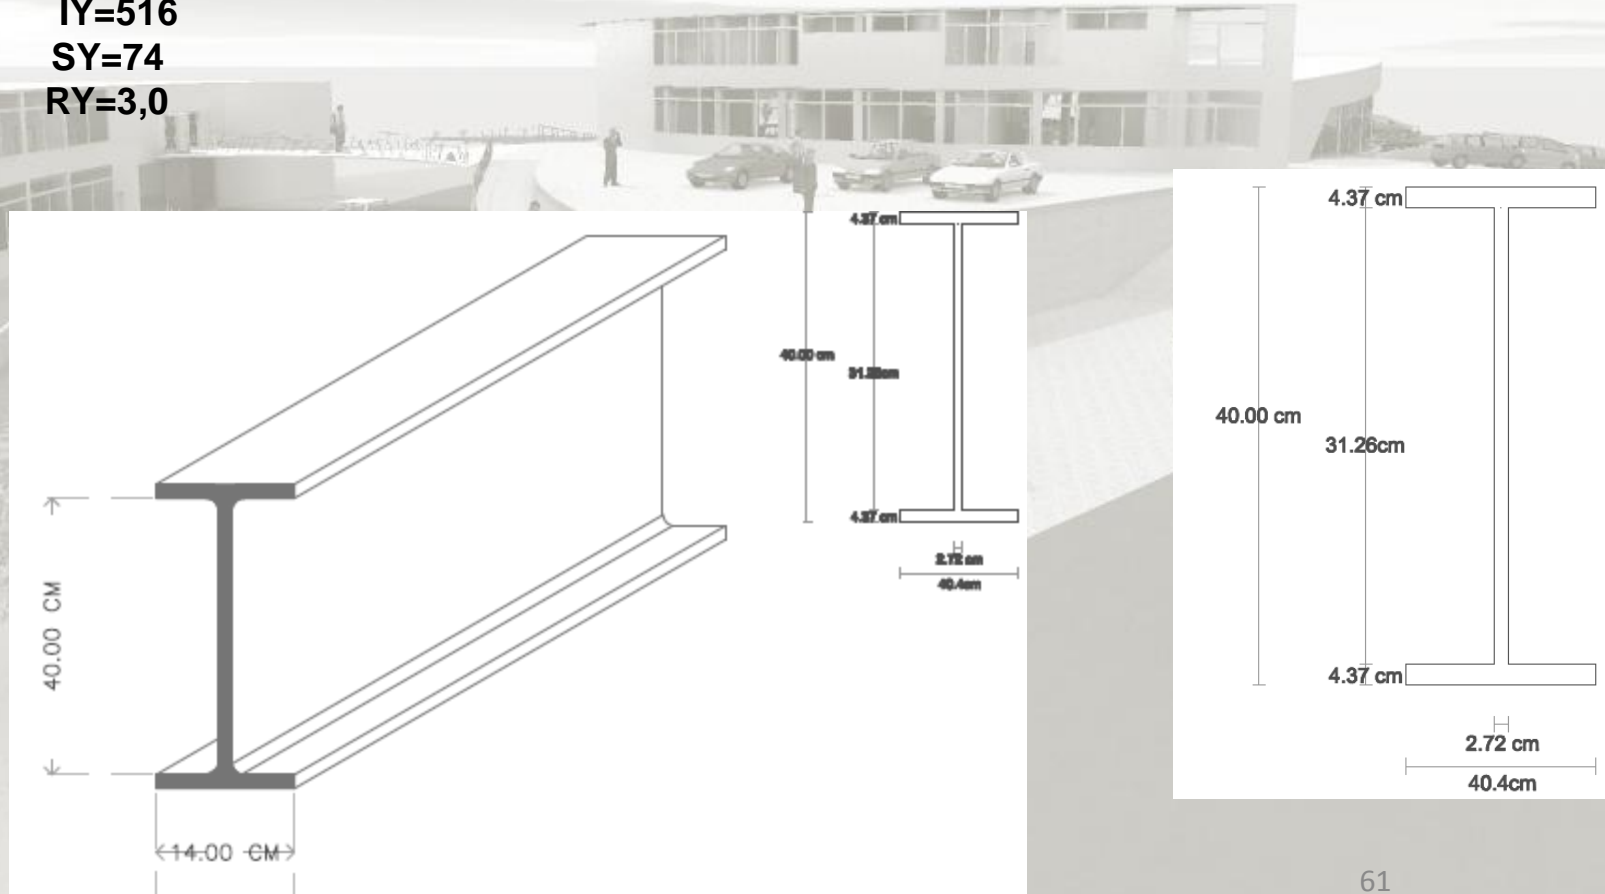 IY=516
SY=74
RY=3,0
40.00 CM
14.00 CM
4.37 cm
40.00 cm
31.26cm
4.37 cm
2.72 cm
40.4cm
4.37 cm
40.00 cm
31.26cm
4.37 cm
2.72 cm
40.4cm
61